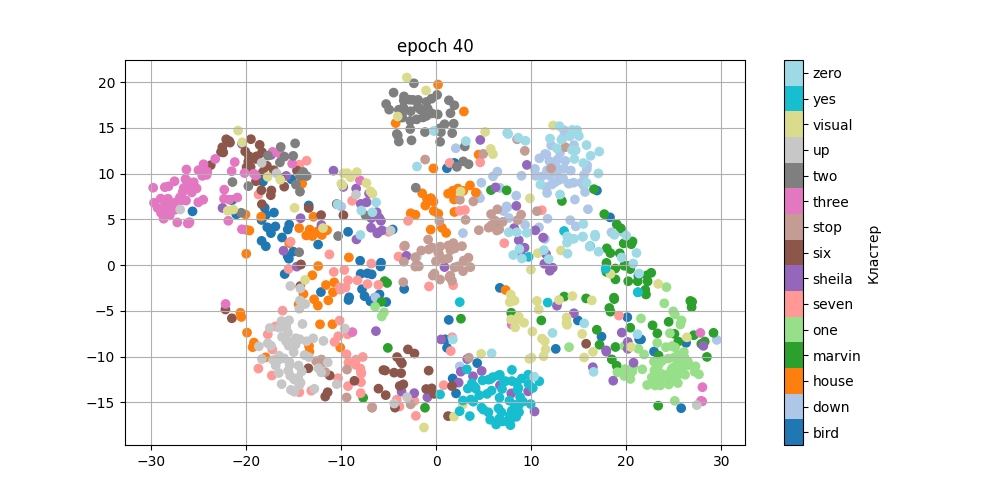 epoch 40
20
15
10
5
0
−5
−10
−15
−30
−20
−10
0
10
20
30
zero
yes
visual
up
two
three
stop
six
sheila
seven
one
marvin
house
down
bird
Кластер